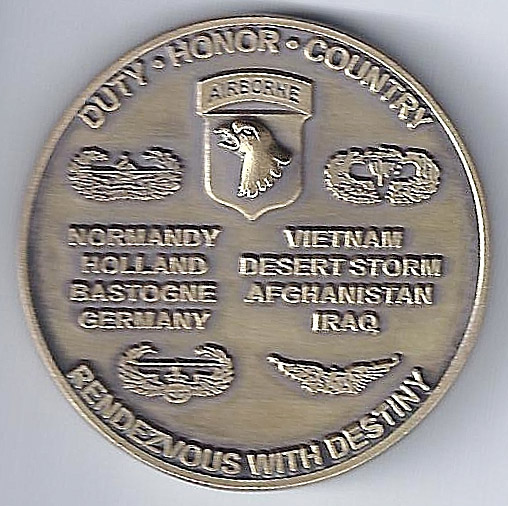 DUTY • HONOR • COUNTRY
AIRBORNE
NORMANDY
HOLLAND
BASTOGNE
GERMANY
VIETNAM
DESERT STORM
AFGHANISTAN
IRAQ
RENDEZVOUS WITH DESTINY